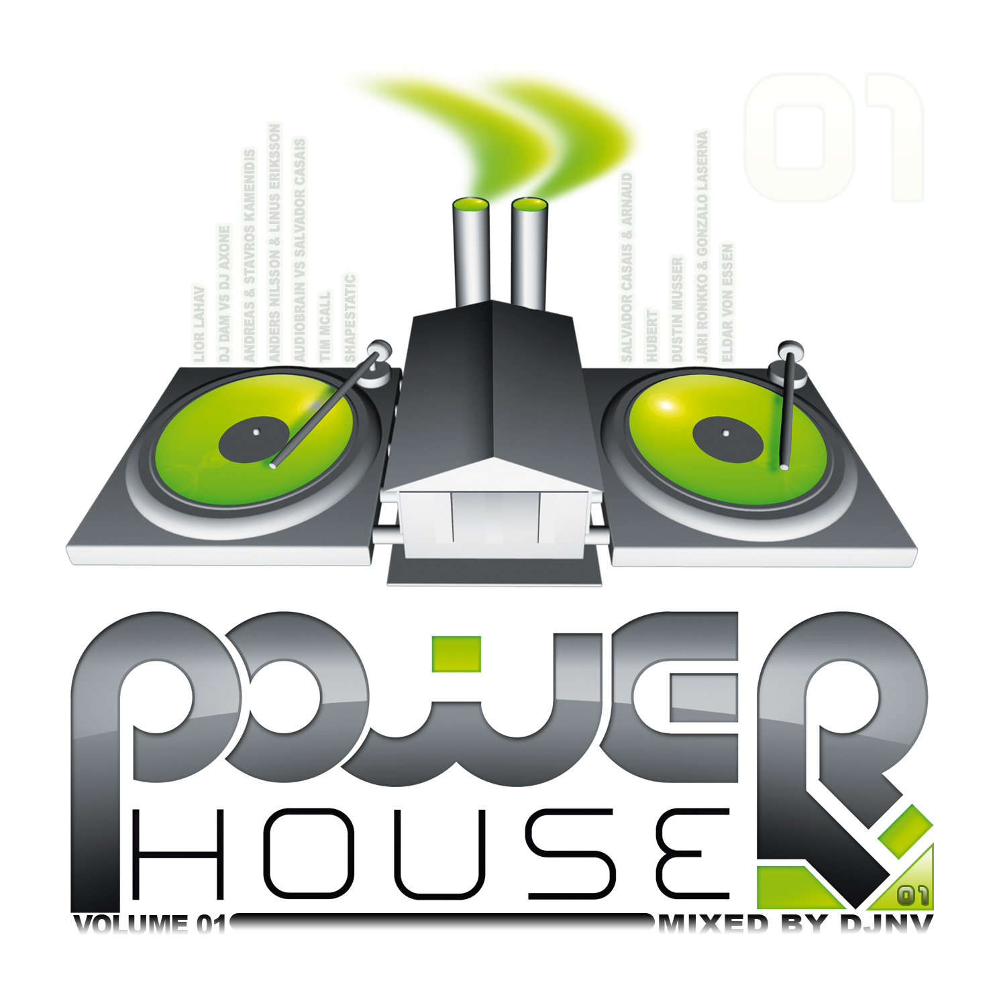 01
LIOR LAHAV
DJ DAM VS DJ AXONE
ANDREAS & STAVROS KAMENIDIS
ANDERS NILSSON & LINUS ERIKSSON
AUDIOBRAIN VS SALVADOR CASAIS
TIM MCALL
SHAPESTATIC
SALVADOR CASAIS & ARNAUD
HUBERT
DUSTIN MUSSER
JARI RONKKO & GONZALO LASERNA
ELDAR VON ESSEN
POWER
HOUSE
01
VOLUME 01 MIXED BY DJNV